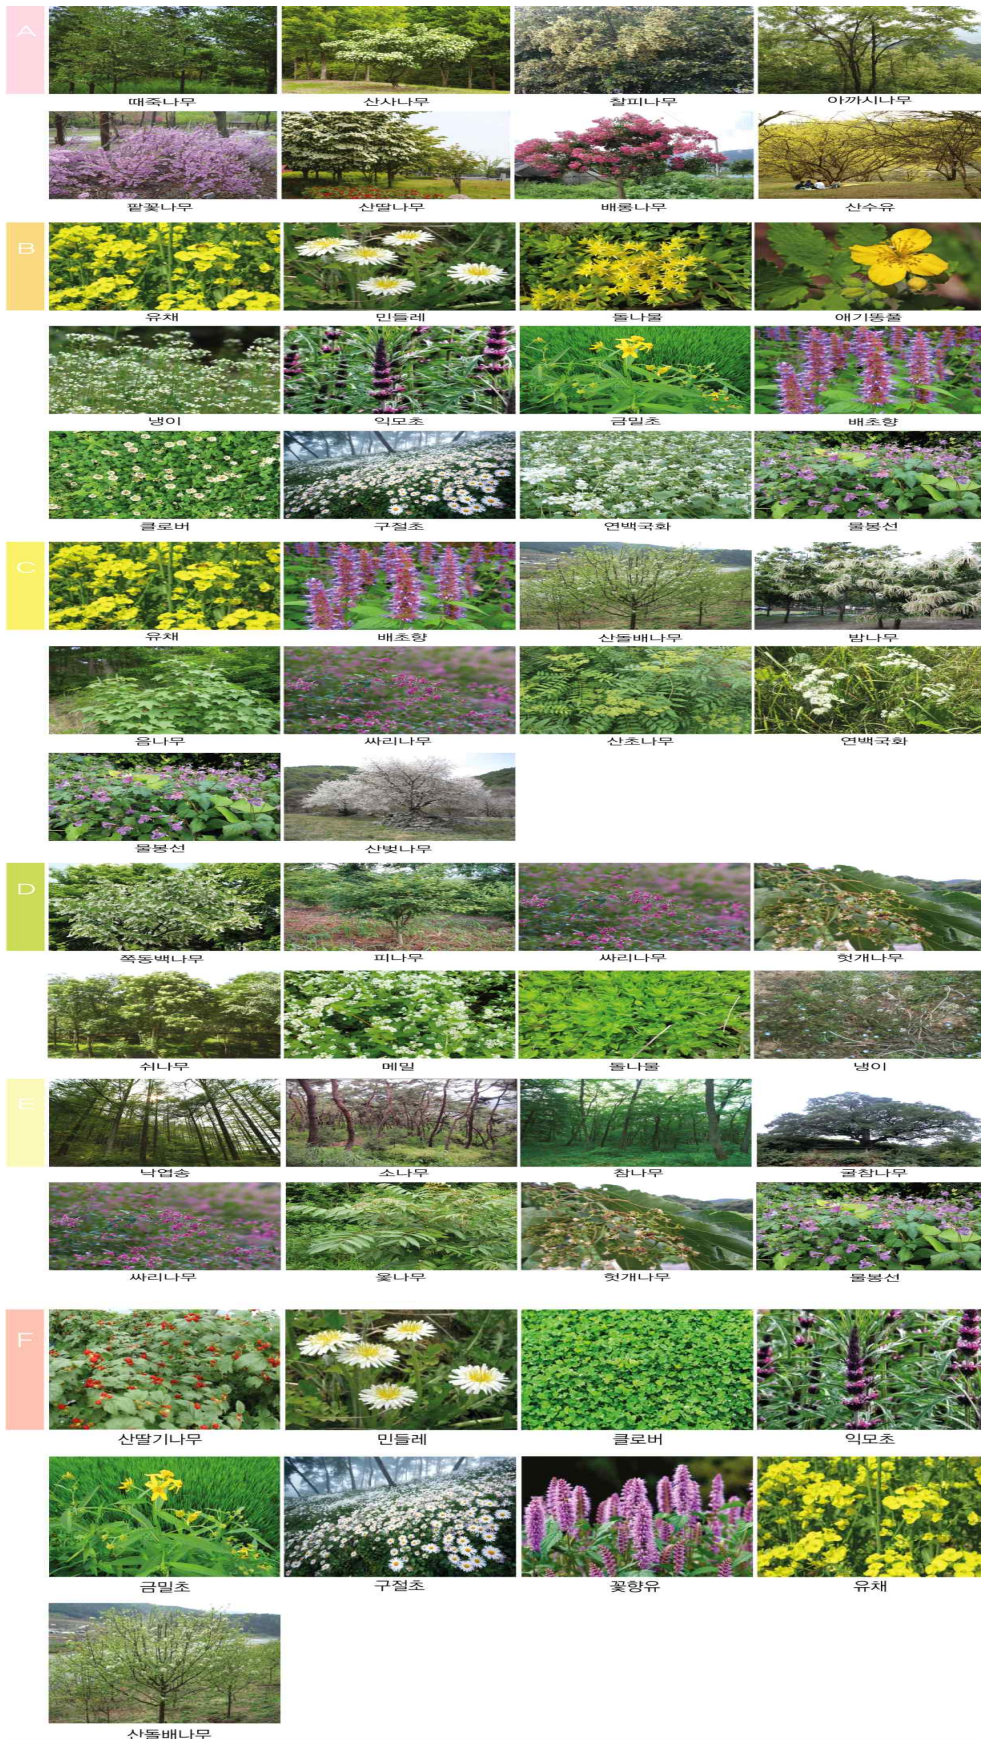 A
때죽나무 산사나무 찰피나무 아까시나무
팥꽃나무 산딸나무 배롱나무 산수유
B
유채 민들레 돌나물 애기똥풀
냉이 익모초 금밀초 배초향
클로버 구절초 연백국화 물봉선
C
유채 배초향 산돌배나무 밤나무
음나무 싸리나무 산초나무 연백국화
물봉선 산벚나무
D
쪽동백나무 피나무 싸리나무 헛개나무
쉬나무 메밀 돌나물 냉이
E
낙엽송 소나무 참나무 굴참나무
싸리나무 옻나무 헛개나무 물봉선
F
산딸기나무 민들레 클로버 익모초
금밀초 구절초 꽃향유 유채
산돌배나무